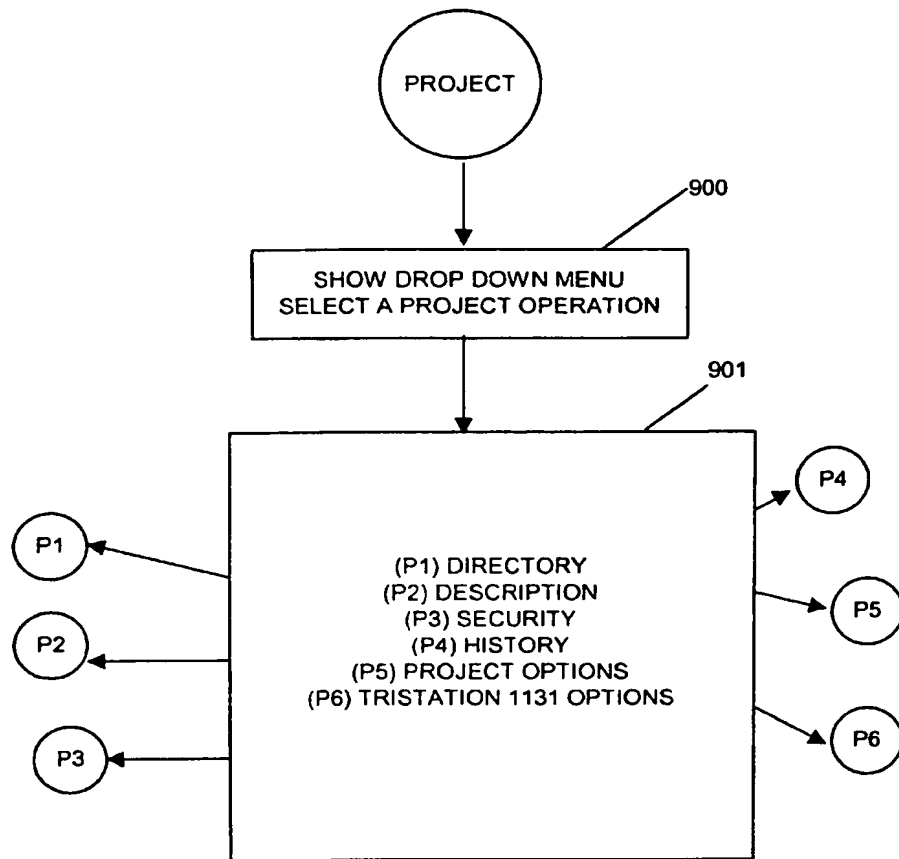 PROJECT
900
SHOW DROP DOWN MENU
SELECT A PROJECT OPERATION
901
P4
P1
(P1) DIRECTORY
(P2) DESCRIPTION
(P3) SECURITY
(P4) HISTORY
(P5) PROJECT OPTIONS
(P6) TRISTATION 1131 OPTIONS
P5
P2
P6
P3